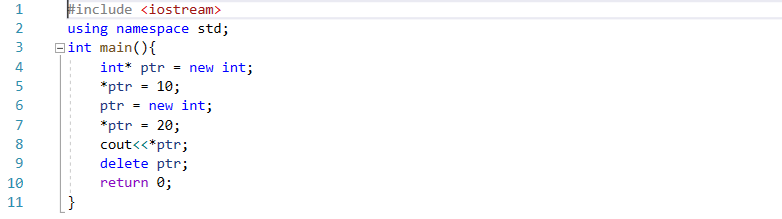 1 #include <iostream>
2 using namespace std;
3 int main(){
4 int* ptr = new int;
5 *ptr = 10;
6 ptr = new int;
7 *ptr = 20;
8 cout<<*ptr;
9 delete ptr;
10 return 0;
11 }